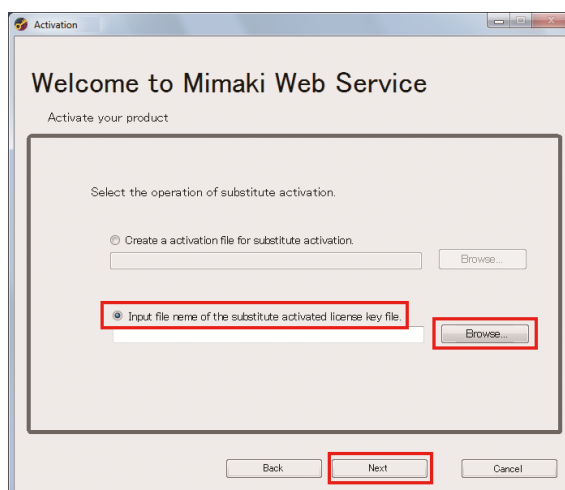 Activation
Welcome to Mimaki Web Service
Activate your product
Select the operation of substitute activation.
Create a activation file for substitute activation.
Browse...
Input file neme of the substitute activated license key file.
Browse...
Back
Next
Cancel